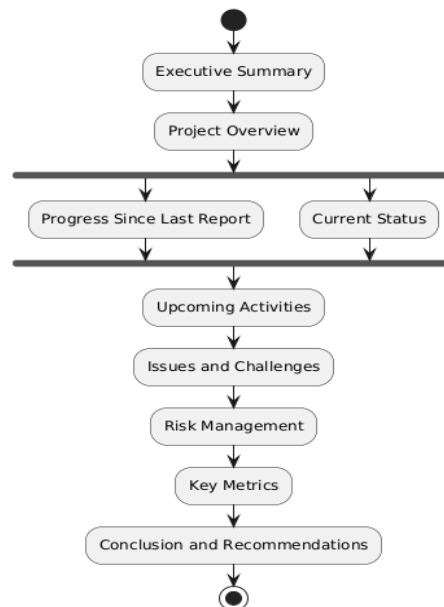 Executive Summary
Project Overview
Progress Since Last Report
Current Status
Upcoming Activities
Issues and Challenges
Risk Management
Key Metrics
Conclusion and Recommendations